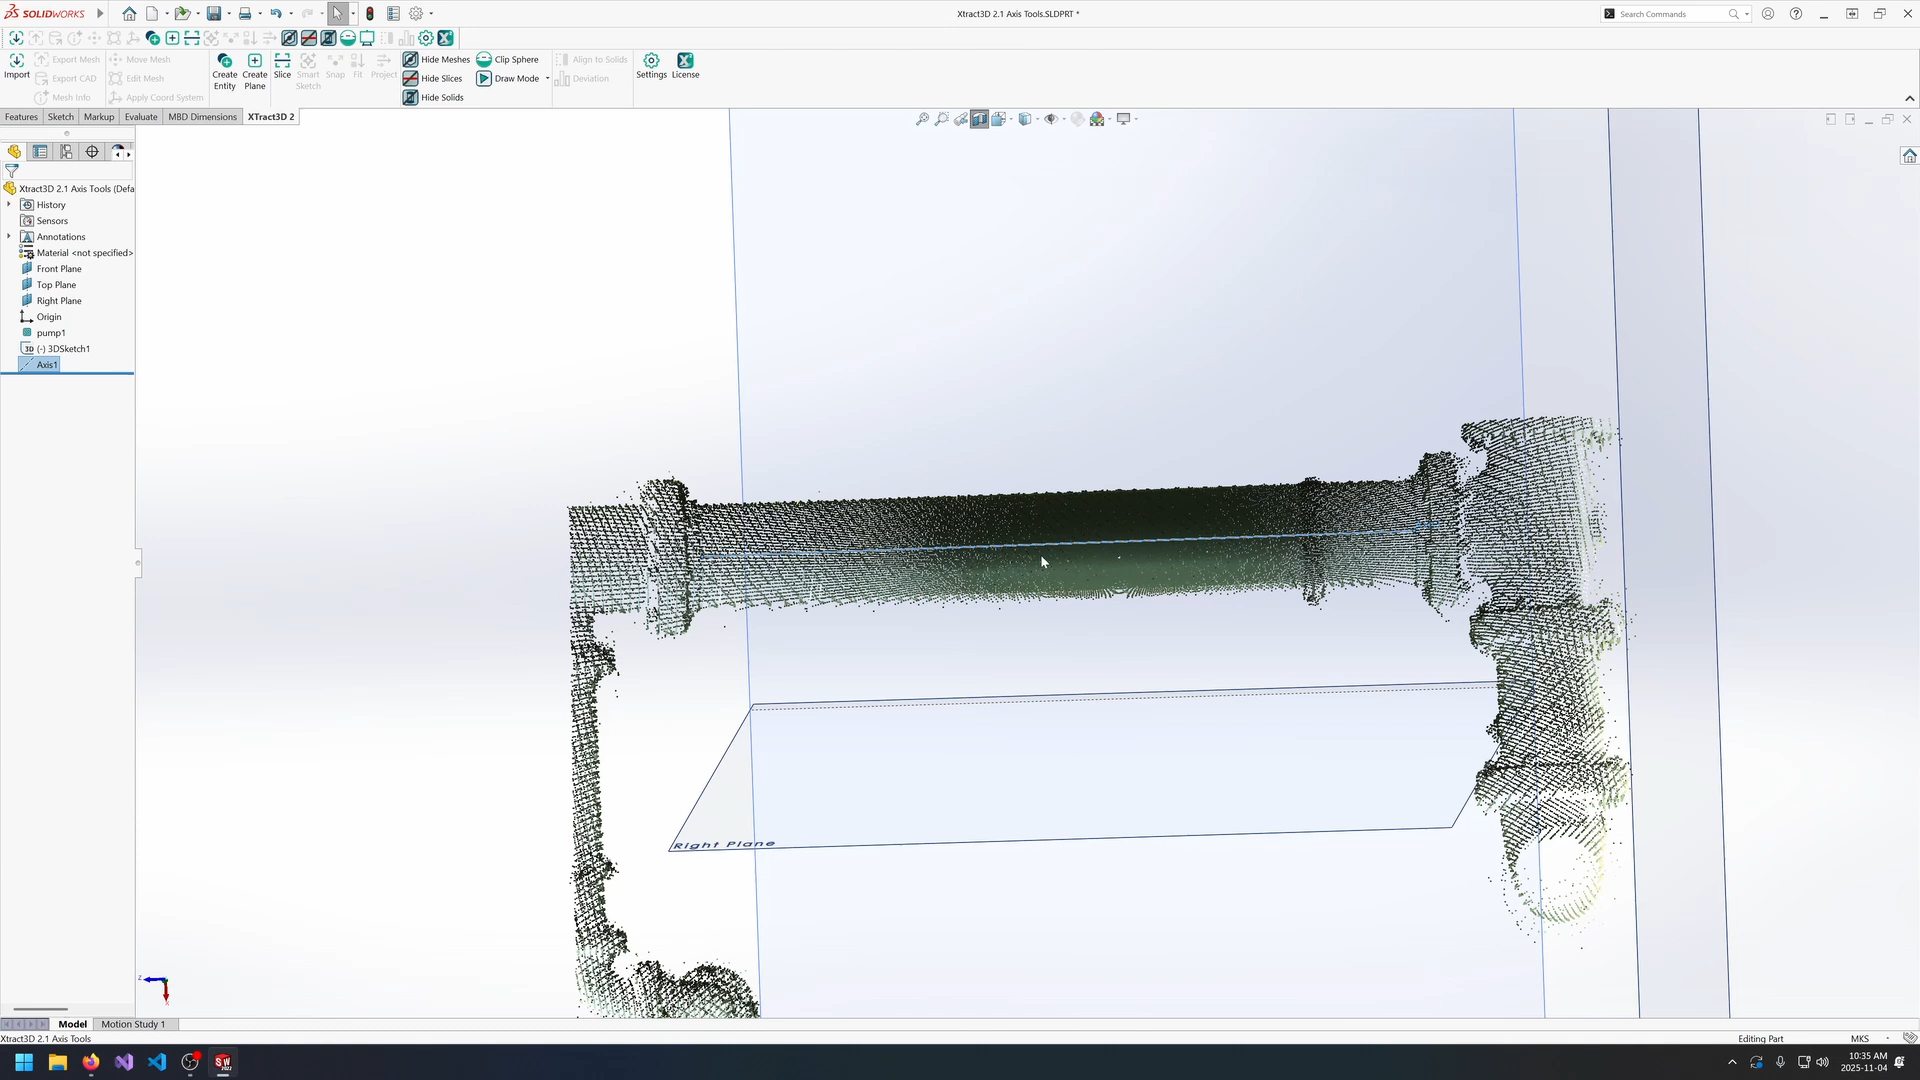 SOLIDWORKS
Xtract3D 2.1 Axis Tools.SLDPRT *
Search Commands
Import
Export Mesh
Export CAD
Mesh Info
Move Mesh
Edit Mesh
Apply Coord System
Create Entity
Create Plane
Slice
Smart Sketch
Snap
Fit
Project
Hide Meshes
Hide Slices
Hide Solids
Clip Sphere
Draw Mode
Align to Solids
Deviation
Settings
License
Features
Sketch
Markup
Evaluate
MBD Dimensions
XTract3D 2
Xtract3D 2.1 Axis Tools (Defa
History
Sensors
Annotations
Material <not specified>
Front Plane
Top Plane
Right Plane
Origin
pump1
3D (-) 3DSketch1
Axis1
Right Plane
Z
Model
Motion Study 1
Xtract3D 2.1 Axis Tools
Editing Part
MKS
SW
2022
10:35 AM
2025-11-04